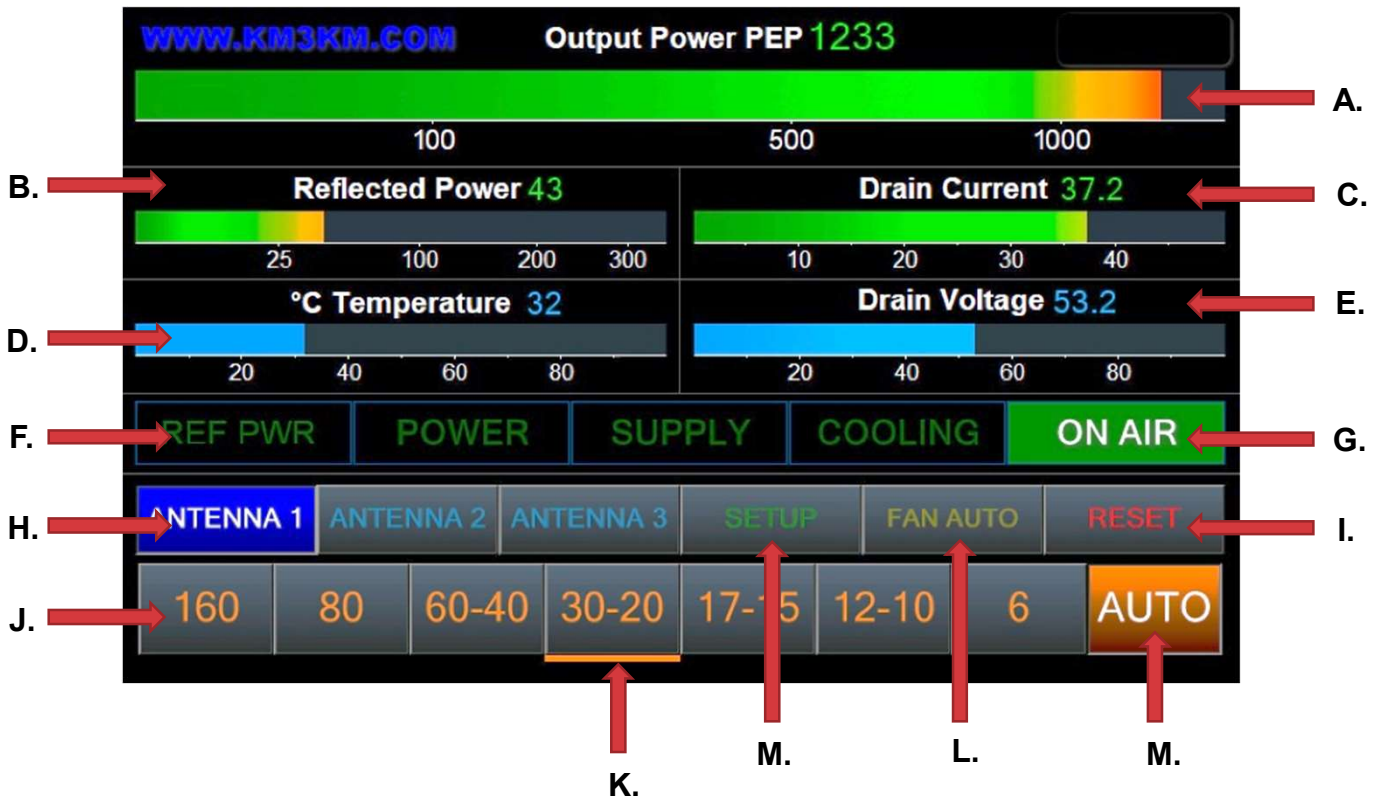 WWW.KM3KM.COM Output Power PEP 1233
A.
100 500 1000
B. Reflected Power 43 Drain Current 37.2 C.
25 100 200 300 10 20 30 40
°C Temperature 32 Drain Voltage 53.2 E.
D.
20 40 60 80 20 40 60 80
F. REF PWR POWER SUPPLY COOLING ON AIR G.
H. ANTENNA 1 ANTENNA 2 ANTENNA 3 SETUP FAN AUTO RESET I.
J. 160 80 60-40 30-20 17-15 12-10 6 AUTO
M. L. M.
K.